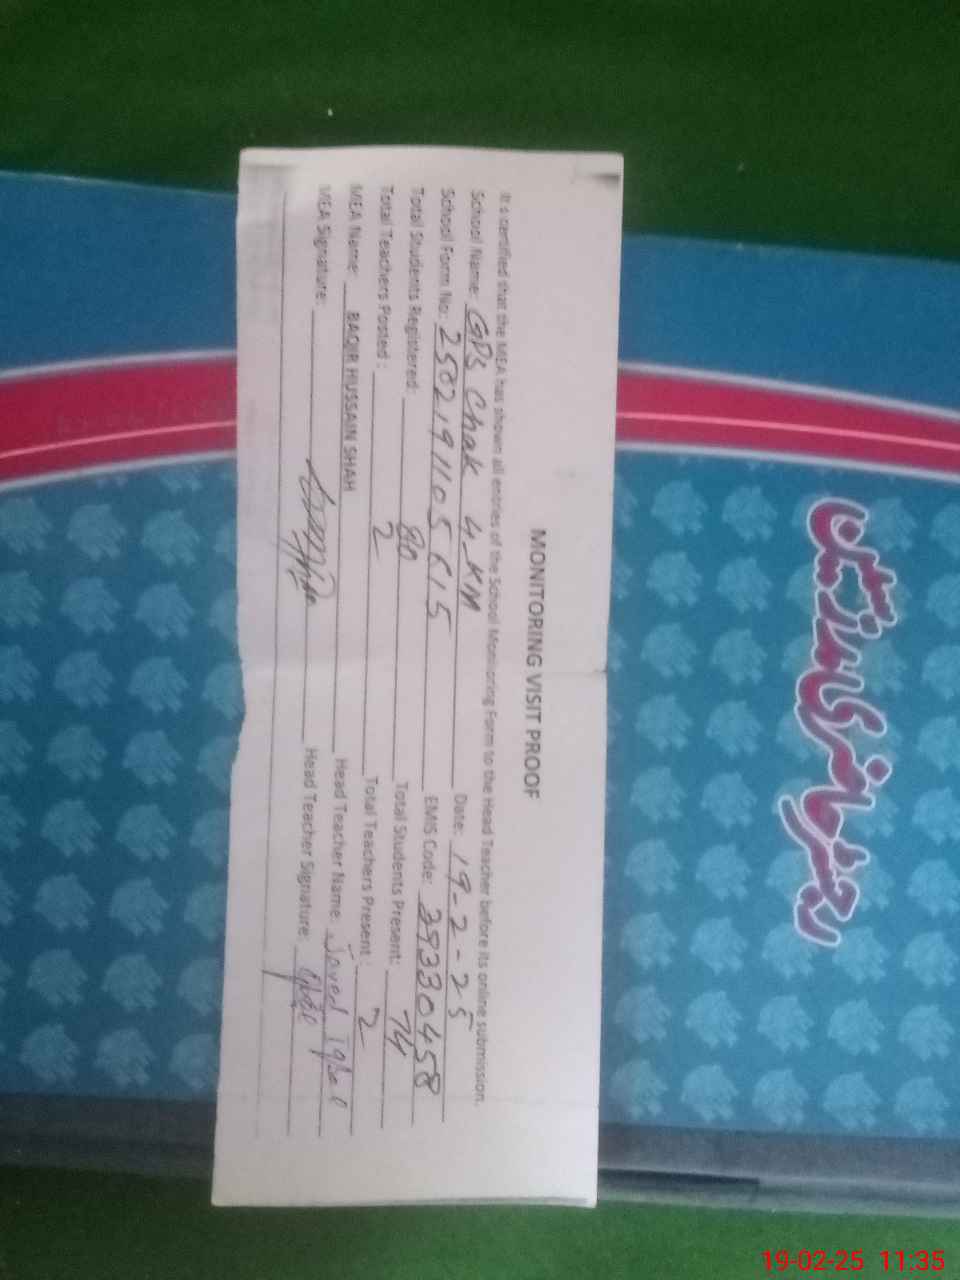 MONITORING VISIT PROOF
It s certified that the MEA has shown all entries of the School Monitoring Form to the Head Teacher before its online submission.
School Name: GPS Chak 4-KM Date: 19-2-25
School Form No: EMIS Code: 39330458
Total Students Registered: 80 Total Students Present: 74
Total Teachers Posted: 2 Total Teachers Present: 2
MEA Name: BAQIR HUSSAIN SHAH Head Teacher Name: Javed Iqbal
MEA Signature: Head Teacher Signature:
رجسٹر حاضری ملازمین
19-02-25 11:35